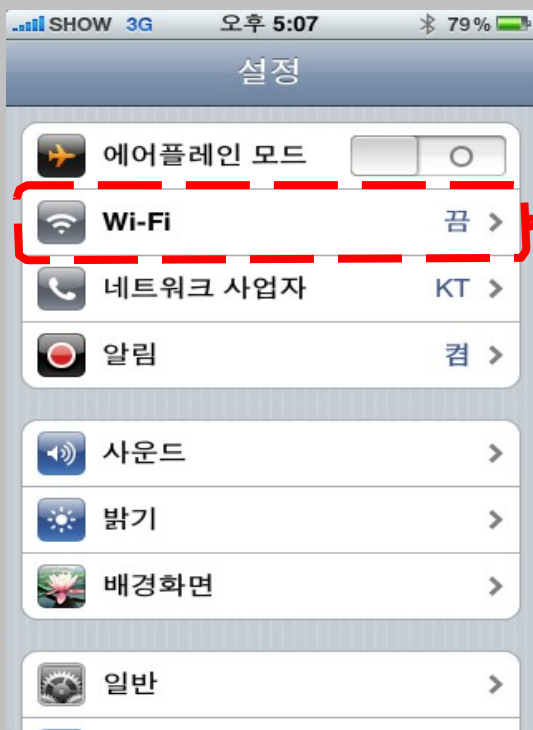 SHOW 3G 오후 5:07 79%
설정
에어플레인 모드
Wi-Fi 끔
네트워크 사업자 KT
알림 켬
사운드
밝기
배경화면
일반